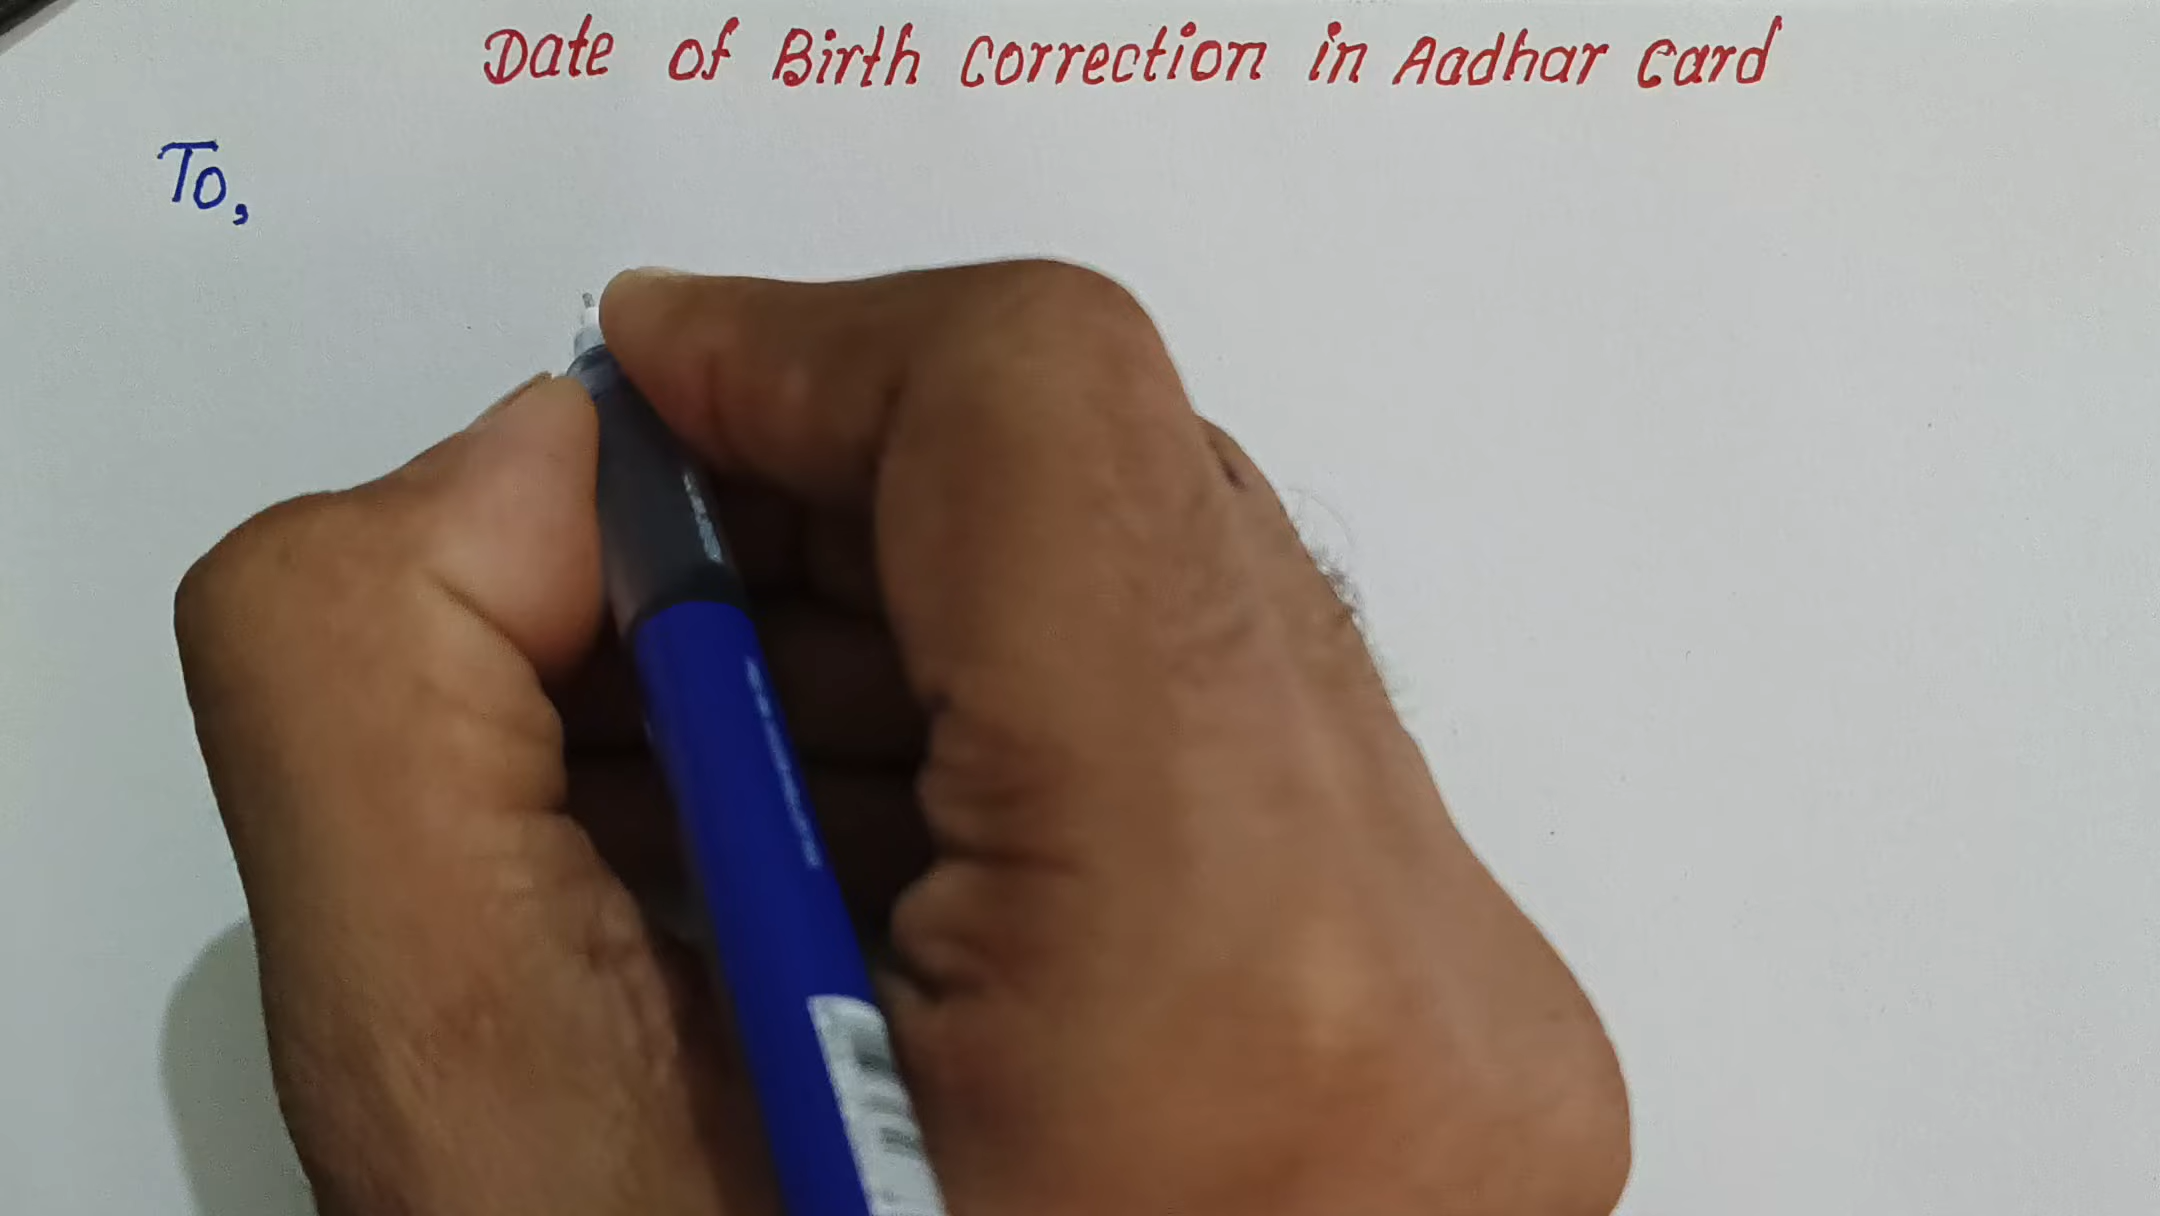 Date of Birth Correction in Aadhar Card
To,